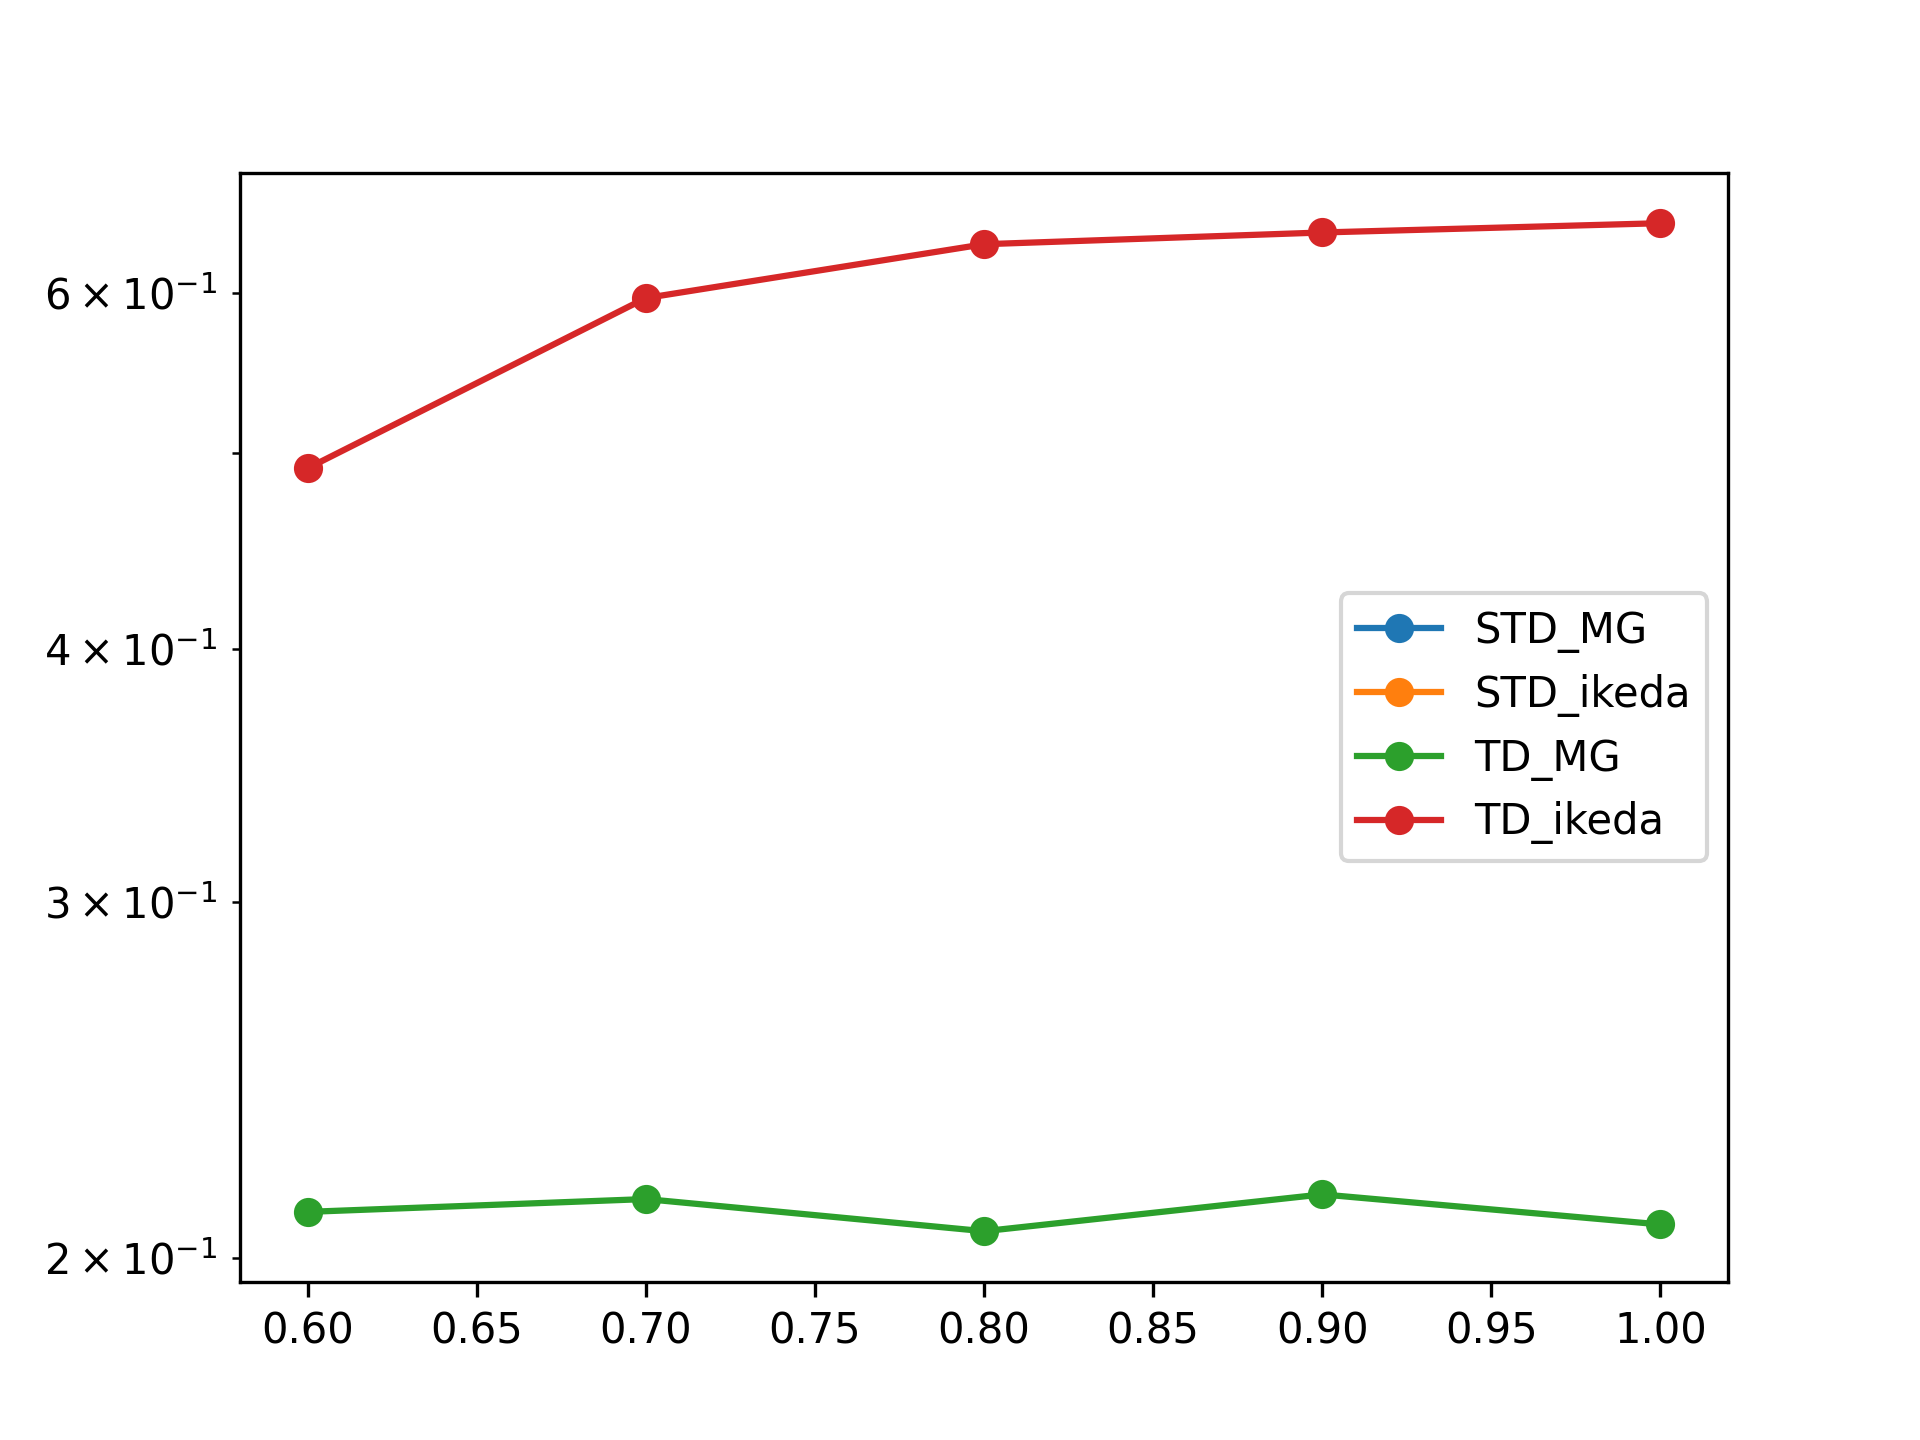 6 × 10⁻¹
4 × 10⁻¹
3 × 10⁻¹
2 × 10⁻¹
STD_MG
STD_ikeda
TD_MG
TD_ikeda
0.60 0.65 0.70 0.75 0.80 0.85 0.90 0.95 1.00